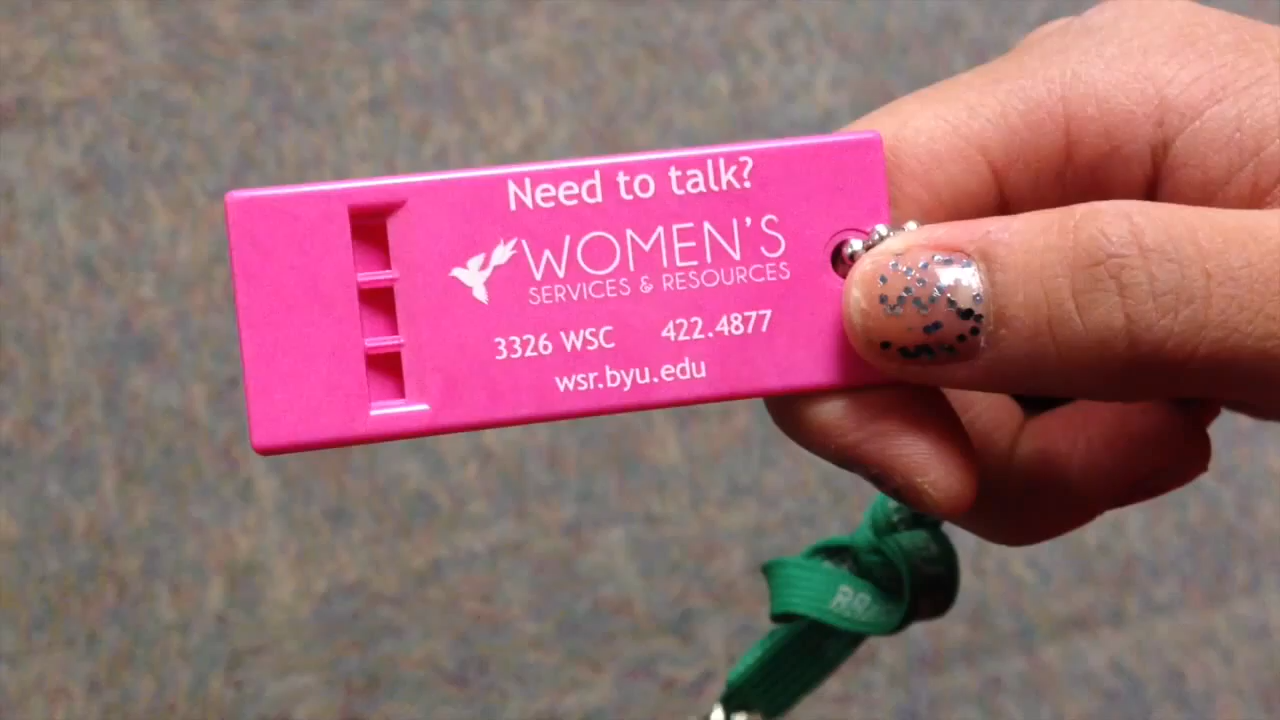 Need to talk?
WOMEN'S
SERVICES & RESOURCES
3326 WSC 422.4877
wsr.byu.edu